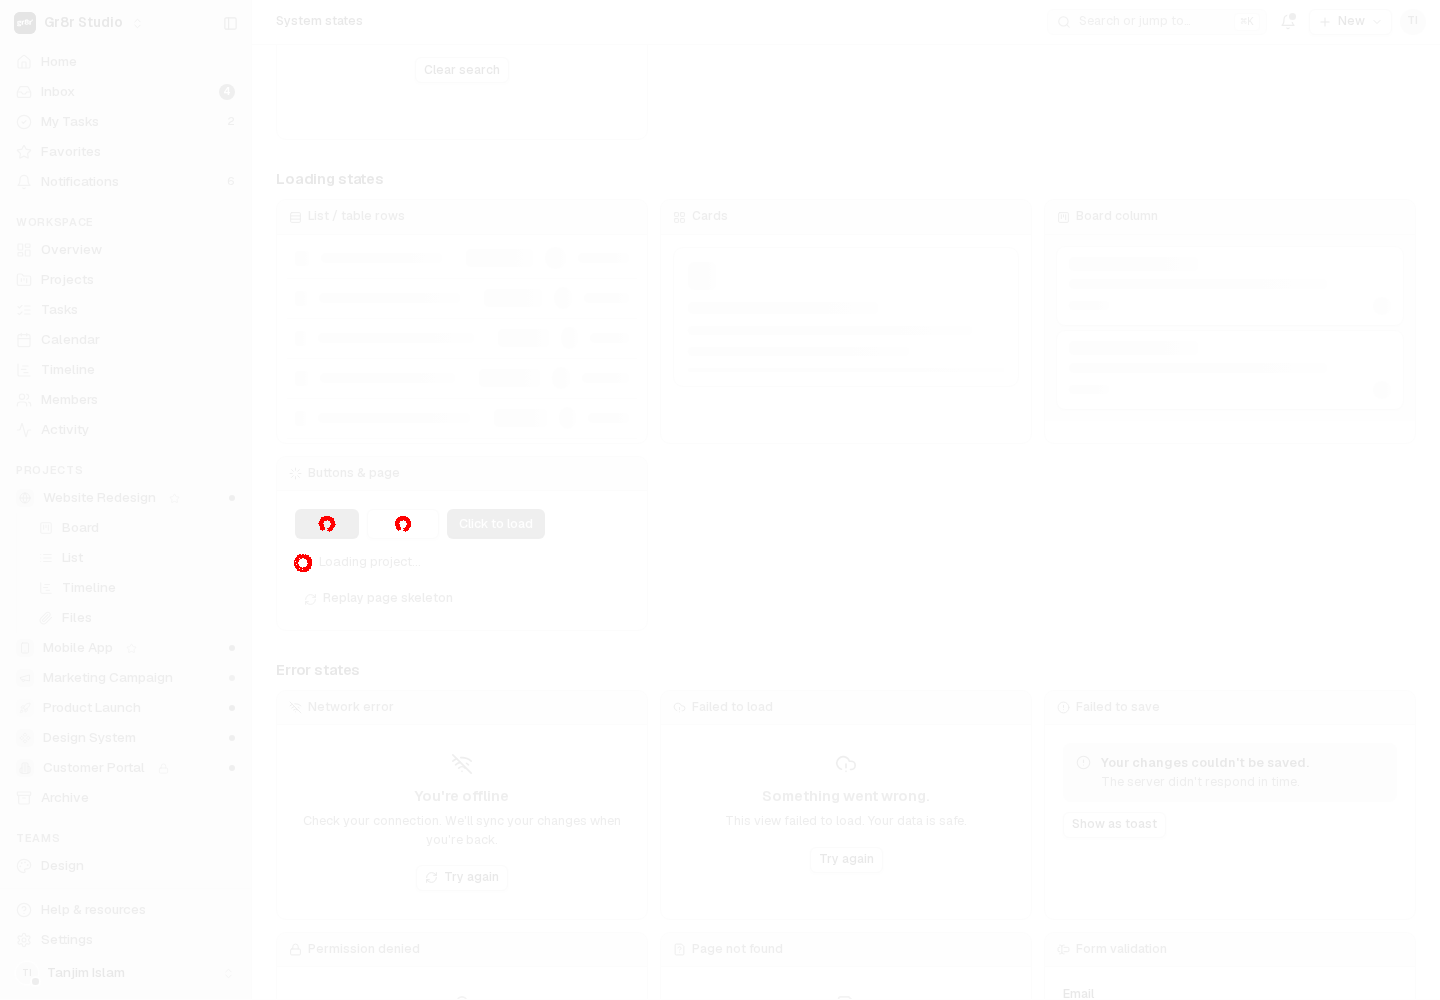 gr8r Gr8r Studio
System states
Search or jump to... ⌘K
New
TI
Home
Inbox 4
My Tasks 2
Favorites
Notifications
WORKSPACE
Overview
Projects
Tasks
Calendar
Timeline
Members
Activity
PROJECTS
Website Redesign
Board
List
Timeline
Files
Mobile App
Marketing Campaign
Product Launch
Design System
Customer Portal
Archive
TEAMS
Design
Help & resources
Settings
TI Tanjim Islam
Clear search
Loading states
List / table rows
Cards
Board column
Buttons & page
Click to load
Loading project...
Replay page skeleton
Error states
Network error
You're offline
Check your connection. We'll sync your changes when
you're back.
Try again
Failed to load
Something went wrong.
This view failed to load. Your data is safe.
Try again
Failed to save
Your changes couldn't be saved.
The server didn't respond in time.
Show as toast
Permission denied
Page not found
Form validation
Email